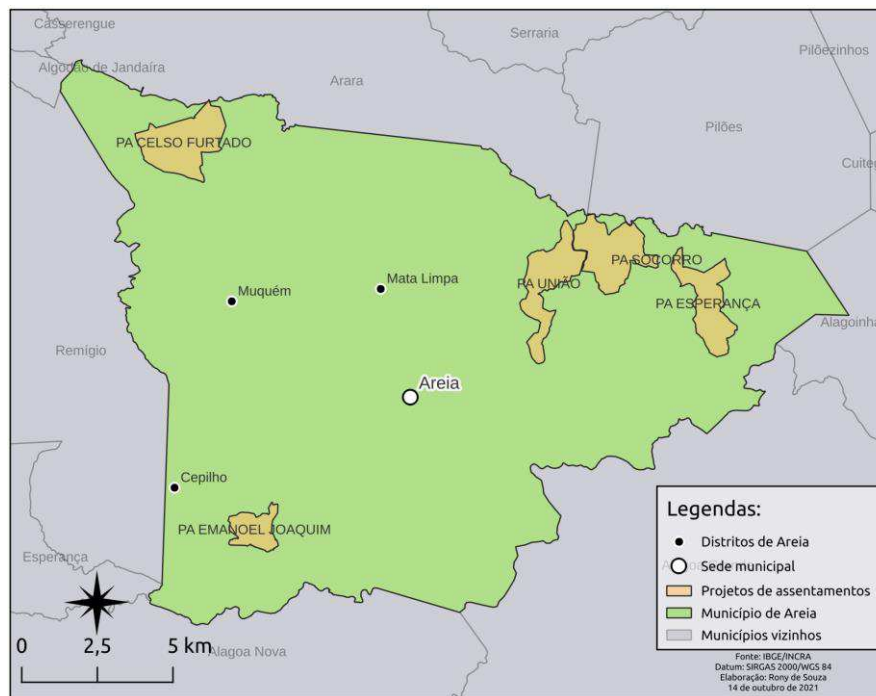 Casserengue
Serraria
Pilõezinhos
Algodão de Jandaíra
Arara
Pilões
PA CELSO FURTADO
PA SOCORRO
PA UNIÃO
Mata Limpa
Muquém
PA ESPERANÇA
Alagoinha
Remígio
Areia
Cepilho
PA EMANOEL JOAQUIM
Esperança
Alagoa Nova
0 2,5 5 km
Legendas:
Distritos de Areia
Sede municipal
Projetos de assentamentos
Município de Areia
Municípios vizinhos
Fonte: IBGE/INCRA
Datum: SIRGAS 2000/WGS 84
Elaboração: Rony de Souza
14 de outubro de 2021